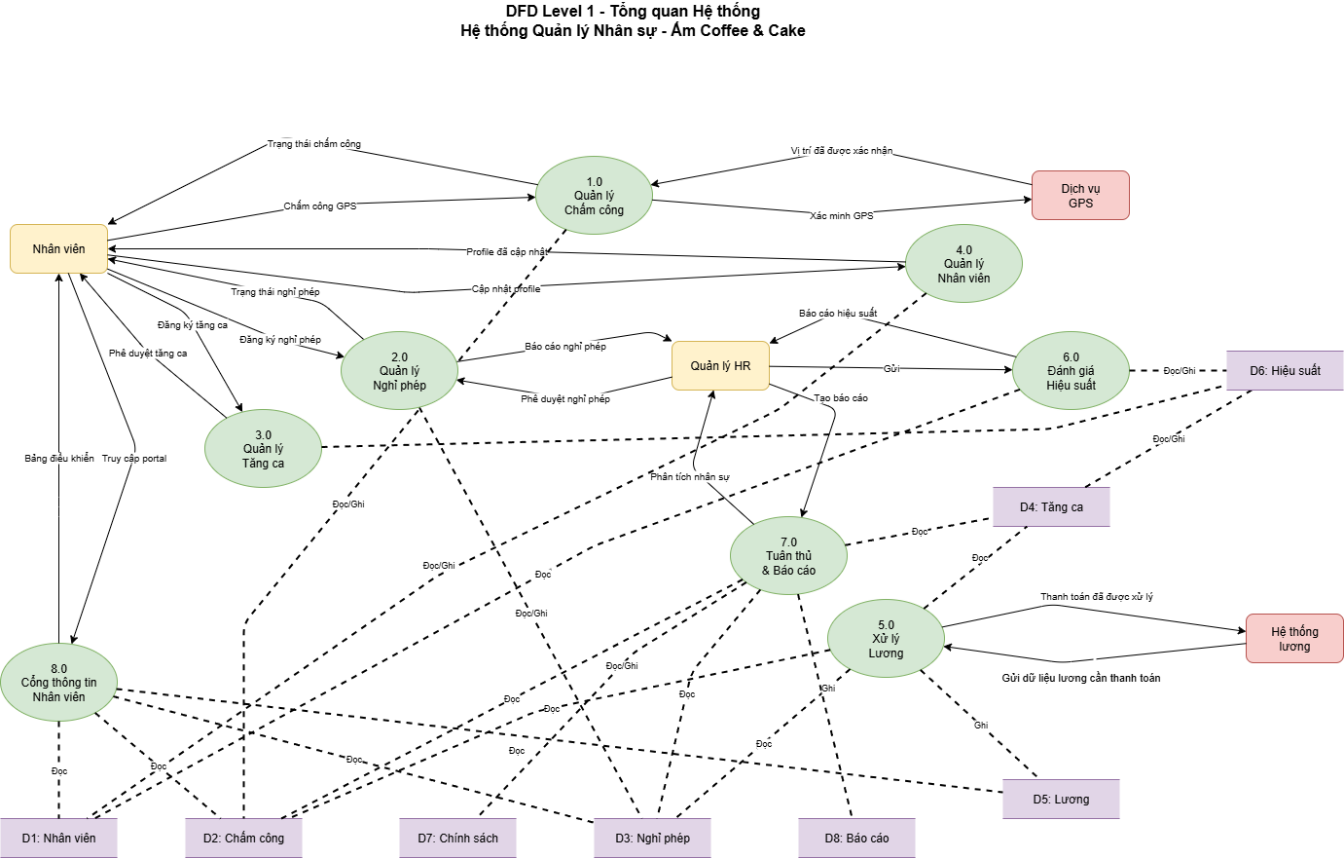 DFD Level 1 - Tổng quan Hệ thống
Hệ thống Quản lý Nhân sự - Ấm Coffee & Cake
Trạng thái chấm công
Vị trí đã được xác nhận
1.0
Quản lý
Chấm công
Dịch vụ
GPS
Chấm công GPS
Xác minh GPS
Nhân viên
Profile đã cập nhật
4.0
Quản lý
Nhân viên
Trạng thái nghỉ phép
Cập nhật profile
Đăng ký tăng ca
Báo cáo hiệu suất
Đăng ký nghỉ phép
Phê duyệt tăng ca
2.0
Quản lý
Nghỉ phép
Báo cáo nghỉ phép
Quản lý HR
Gửi
6.0
Đánh giá
Hiệu suất
Đọc/Ghi
D6: Hiệu suất
Phê duyệt nghỉ phép
Tạo báo cáo
3.0
Quản lý
Tăng ca
Đọc/Ghi
Bảng điều khiển
Truy cập portal
Phân tích nhân sự
Đọc/Ghi
D4: Tăng ca
7.0
Tuân thủ
& Báo cáo
Đọc
Đọc/Ghi
Đọc
Đọc
Đọc/Ghi
Thanh toán đã được xử lý
5.0
Xử lý
Lương
Hệ thống
lương
8.0
Cổng thông tin
Nhân viên
Đọc/Ghi
Gửi dữ liệu lương cần thanh toán
Đọc
Đọc
Đọc
Ghi
Ghi
Đọc
Đọc
Đọc
Đọc
Đọc
Đọc
D5: Lương
D1: Nhân viên
D2: Chấm công
D7: Chính sách
D3: Nghỉ phép
D8: Báo cáo